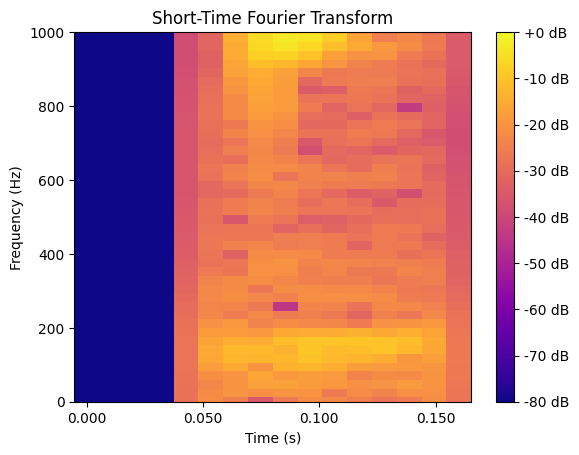 Short-Time Fourier Transform
Frequency (Hz)
1000
800
600
400
200
0
0.000 0.050 0.100 0.150
Time (s)
+0 dB
-10 dB
-20 dB
-30 dB
-40 dB
-50 dB
-60 dB
-70 dB
-80 dB